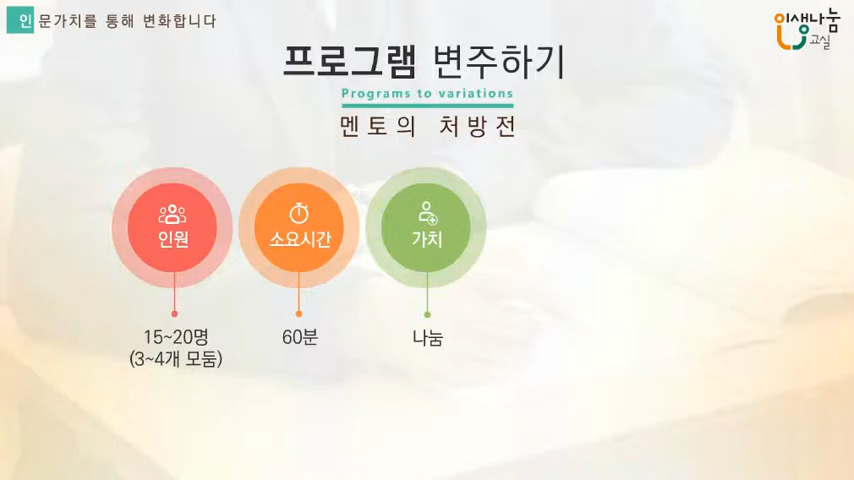 인문가치를 통해 변화합니다
인생나눔
교실
프로그램 변주하기
Programs to variations
멘토의 처방전
인원
소요시간
가치
15~20명
(3~4개 모둠)
60분
나눔